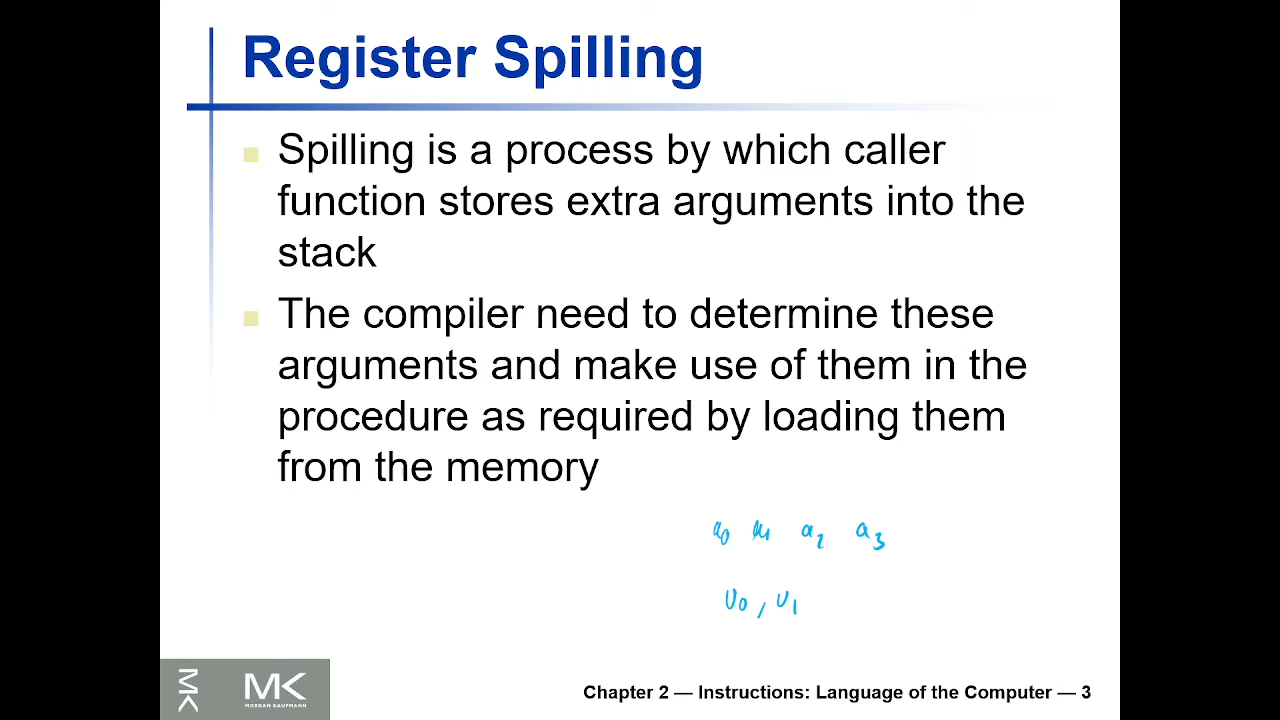 Register Spilling
Spilling is a process by which caller
function stores extra arguments into the
stack
The compiler need to determine these
arguments and make use of them in the
procedure as required by loading them
from the memory
a0 a1 a2 a3
v0, v1
MK
MK
MORGAN KAUFMANN
Chapter 2 — Instructions: Language of the Computer — 3